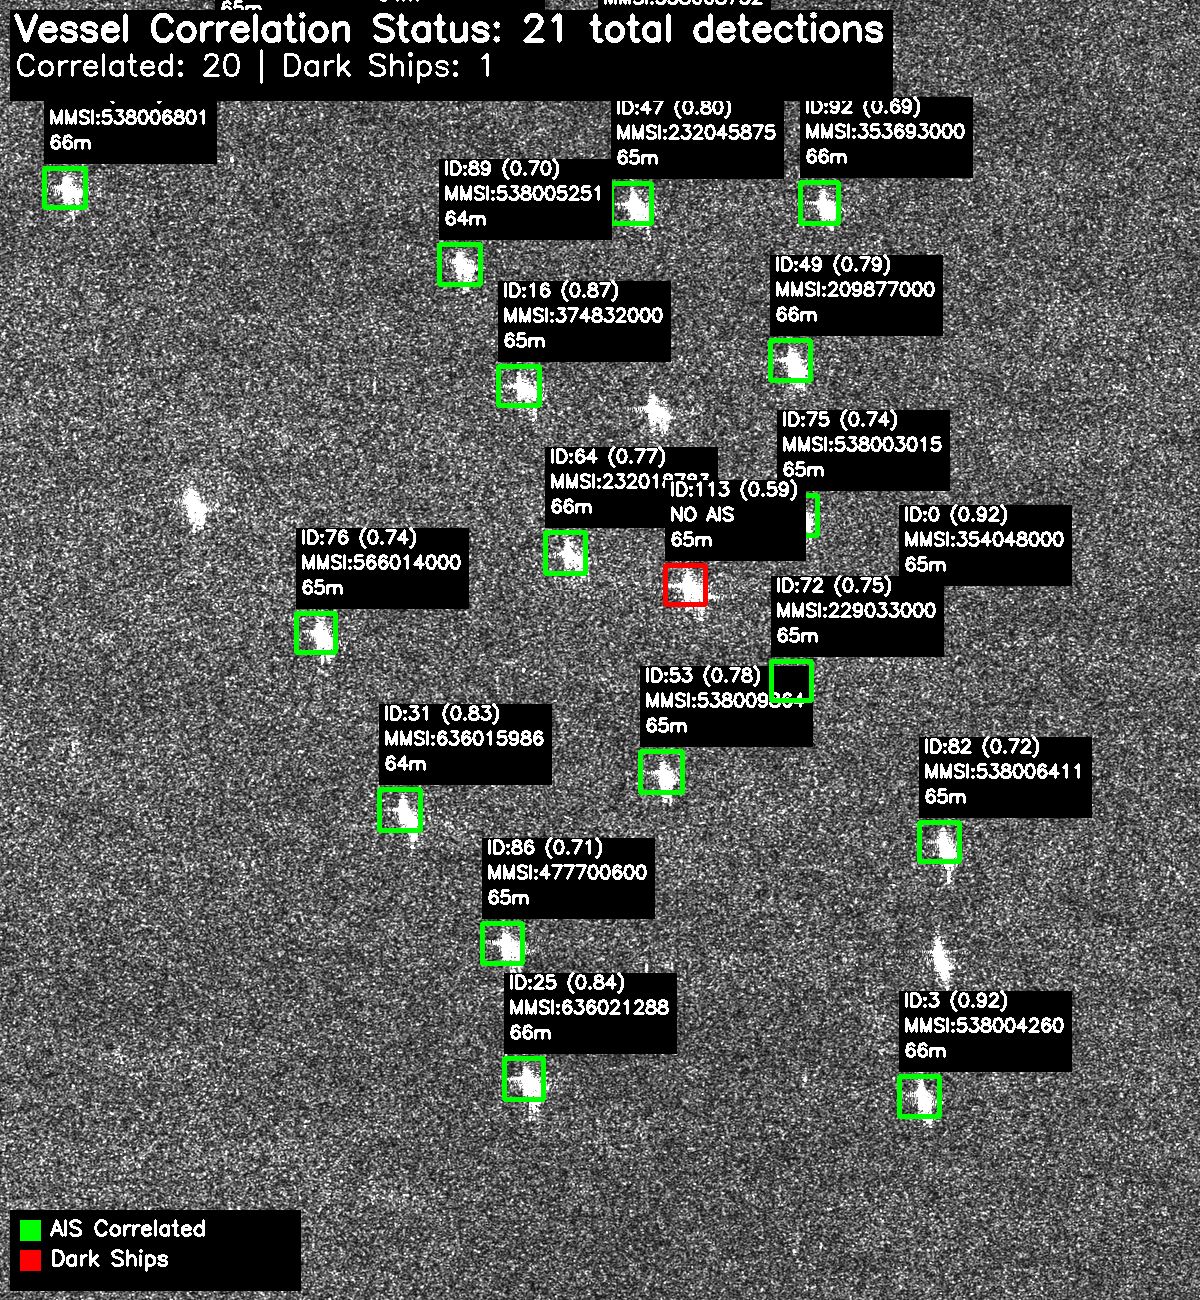 Vessel Correlation Status: 21 total detections
Correlated: 20 | Dark Ships: 1
MMSI:538006801
66m
ID:47 (0.80)
MMSI:232045875
65m
ID:92 (0.69)
MMSI:353693000
66m
ID:89 (0.70)
MMSI:538005251
64m
ID:49 (0.79)
MMSI:209877000
66m
ID:16 (0.87)
MMSI:374832000
65m
ID:75 (0.74)
MMSI:538003015
65m
ID:64 (0.77)
66m
ID:113 (0.59)
NO AIS
65m
ID:0 (0.92)
MMSI:354048000
65m
ID:76 (0.74)
MMSI:566014000
65m
ID:72 (0.75)
MMSI:229033000
65m
ID:53 (0.78)
65m
ID:31 (0.83)
MMSI:636015986
64m
ID:82 (0.72)
MMSI:538006411
65m
ID:86 (0.71)
MMSI:477700600
65m
ID:25 (0.84)
MMSI:636021288
66m
ID:3 (0.92)
MMSI:538004260
66m
AIS Correlated
Dark Ships